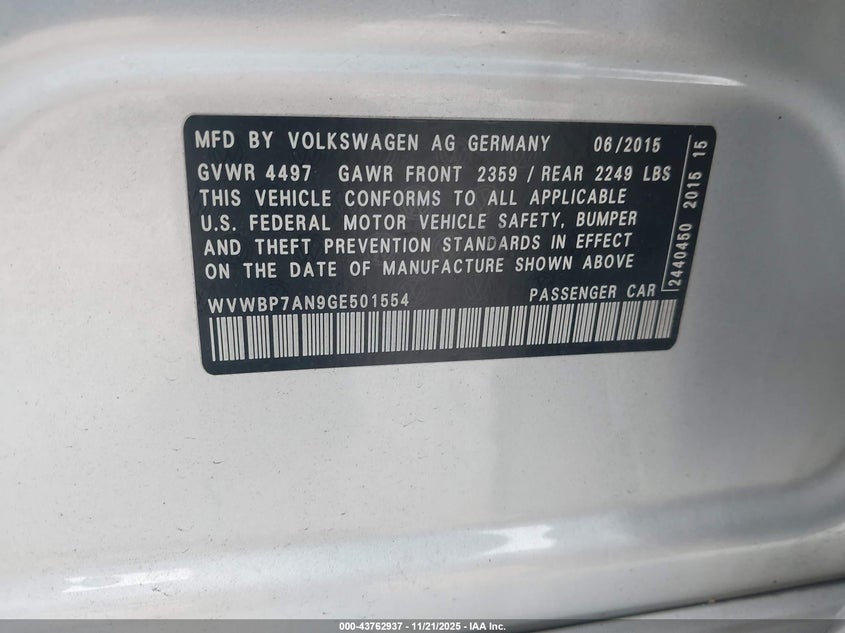 MFD BY VOLKSWAGEN AG GERMANY 06/2015
GVWR 4497 GAWR FRONT 2359 / REAR 2249 LBS
THIS VEHICLE CONFORMS TO ALL APPLICABLE
U.S. FEDERAL MOTOR VEHICLE SAFETY, BUMPER
AND THEFT PREVENTION STANDARDS IN EFFECT
ON THE DATE OF MANUFACTURE SHOWN ABOVE
WVWBP7AN9GE501554 PASSENGER CAR
2440450 2015 15
000-43762937 - 11/21/2025 - IAA Inc.